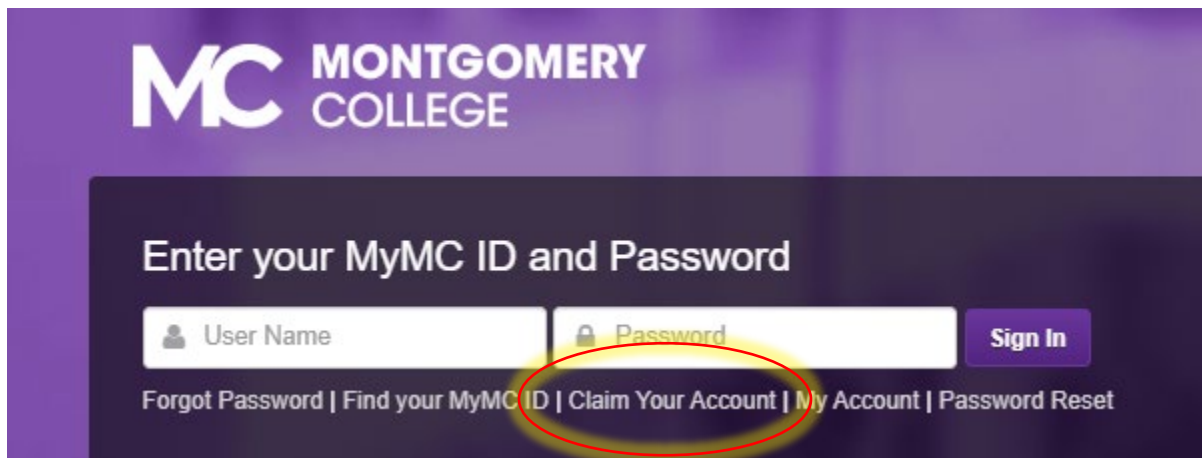 MC MONTGOMERY
COLLEGE
Enter your MyMC ID and Password
User Name Password Sign In
Forgot Password | Find your MyMC ID | Claim Your Account | My Account | Password Reset